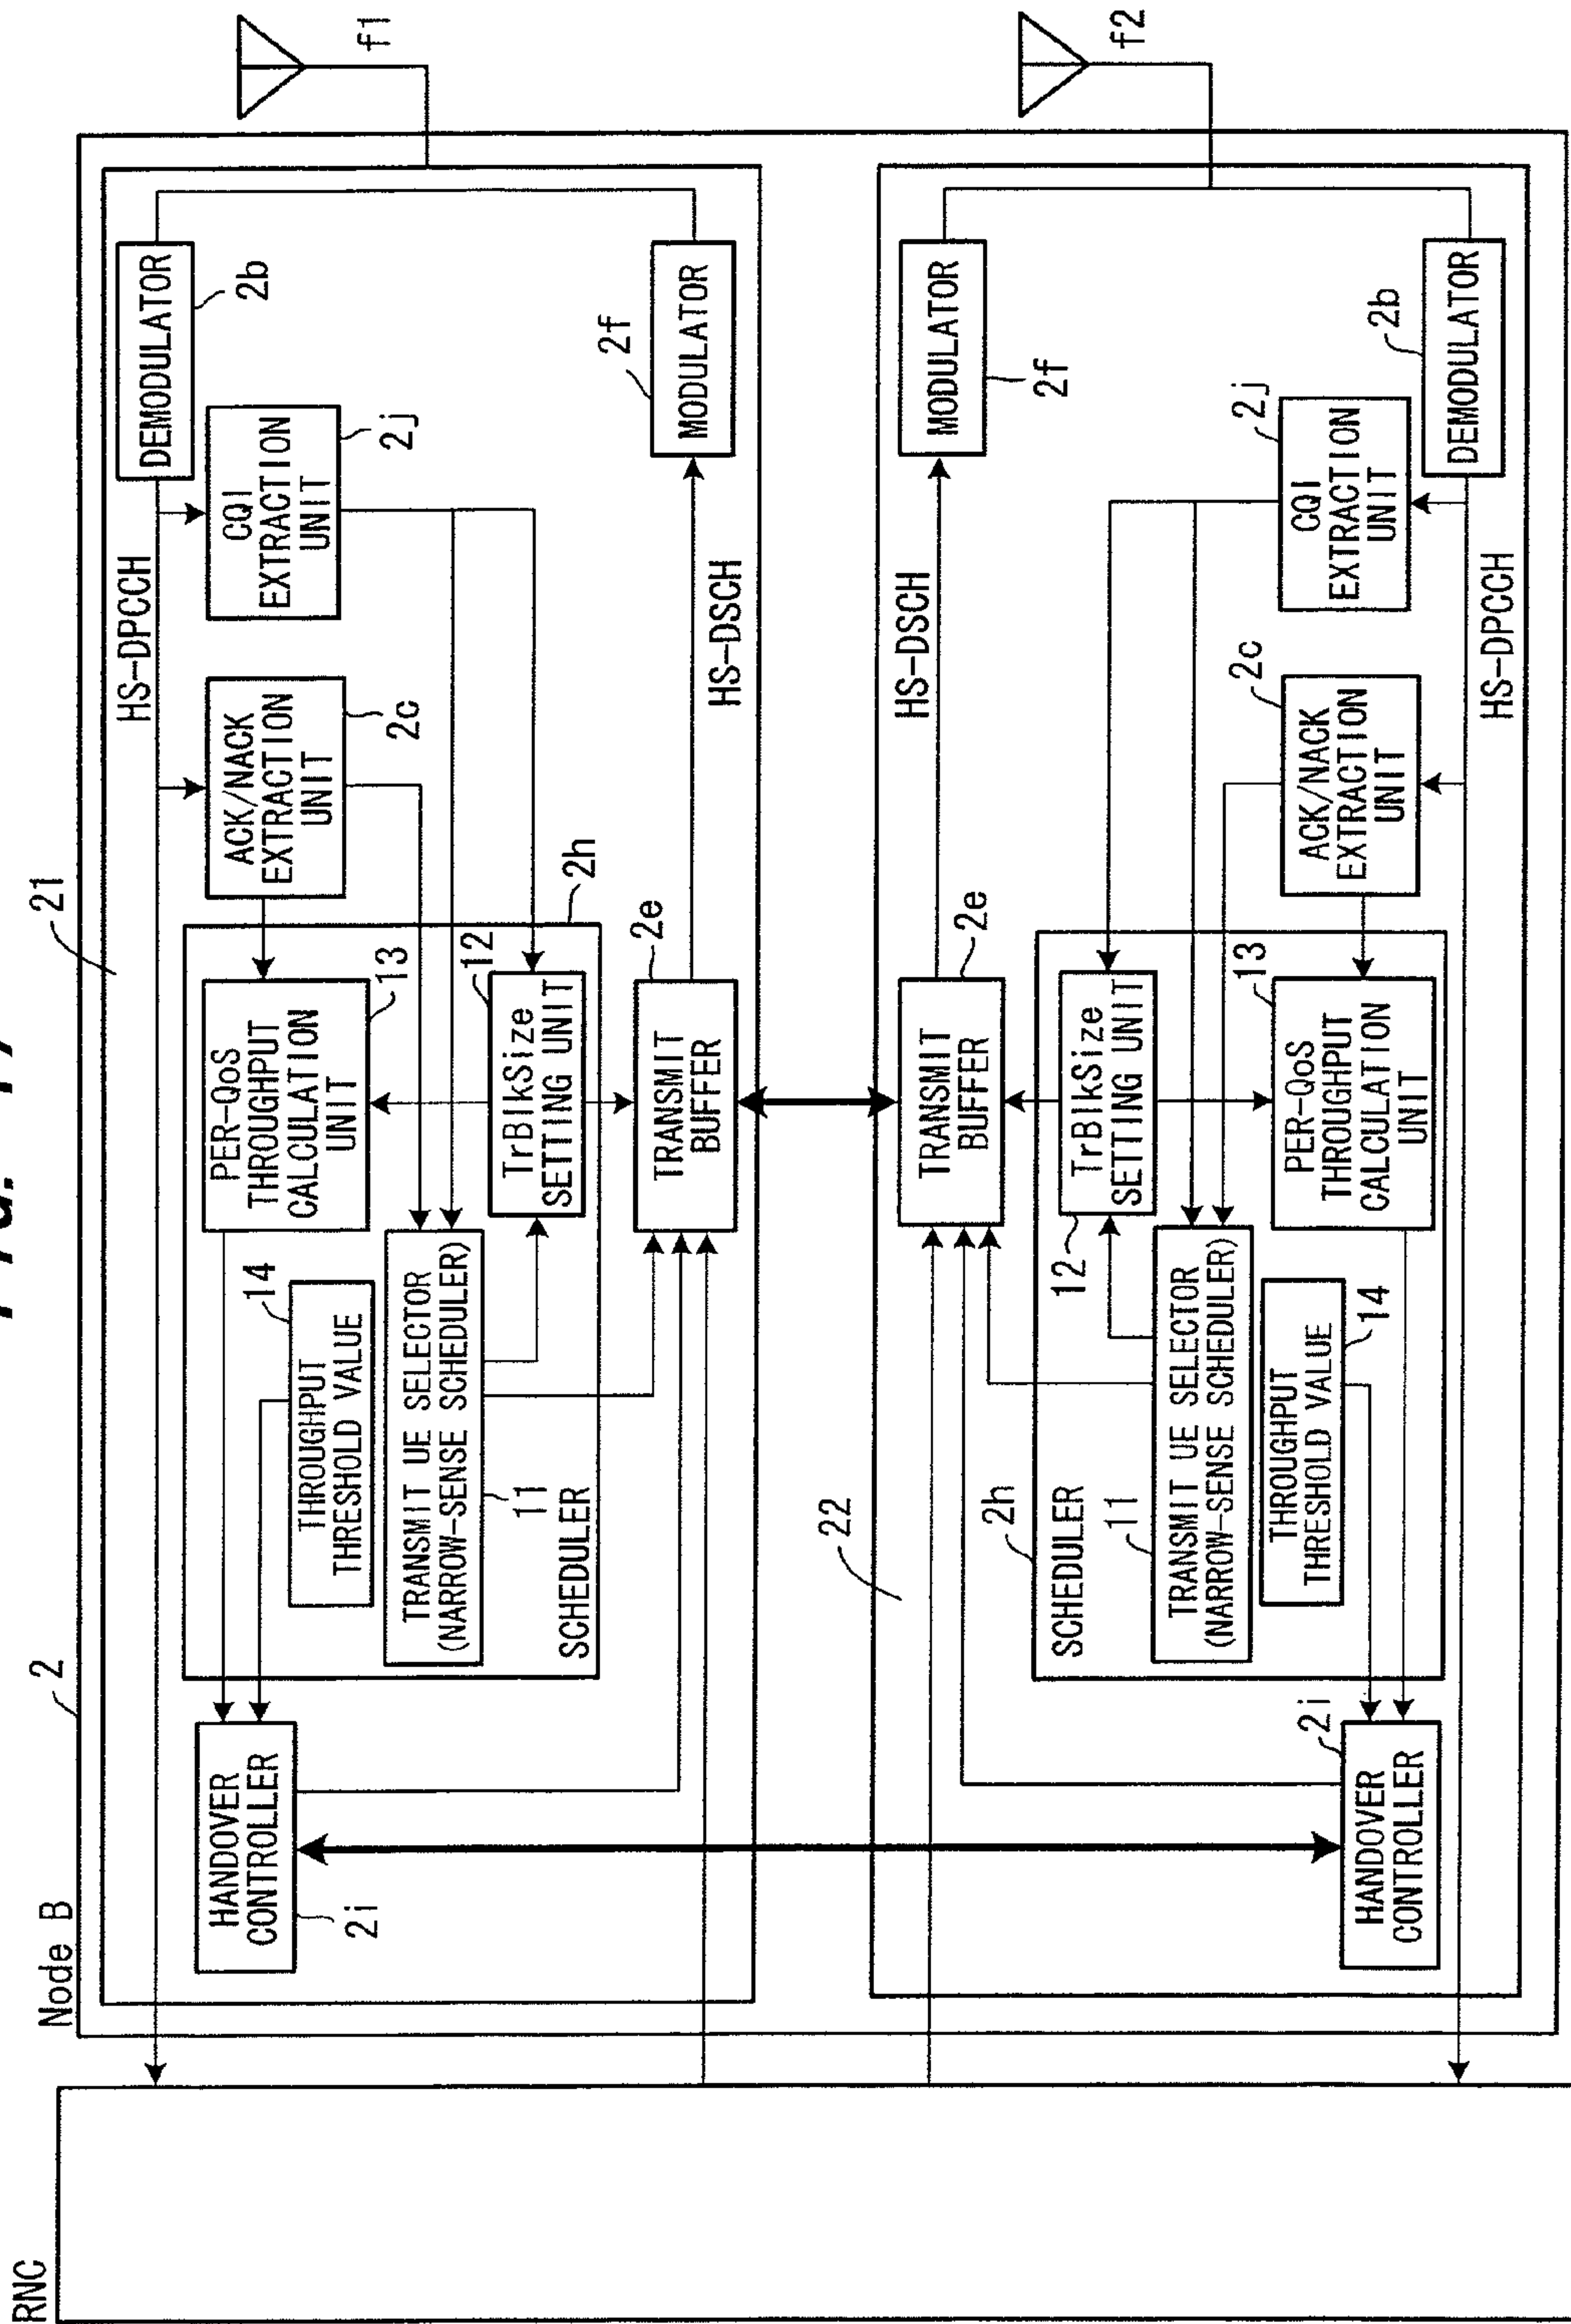 RNC
Node B
2
21
HS-DPCCH
DEMODULATOR
2b
HANDOVER
CONTROLLER
2i
PER-QoS
THROUGHPUT
CALCULATION
UNIT
13
ACK/NACK
EXTRACTION
UNIT
2c
CQI
EXTRACTION
UNIT
2j
14
THROUGHPUT
THRESHOLD VALUE
TRANSMIT UE SELECTOR
(NARROW-SENSE SCHEDULER)
11
12
TrBlkSize
SETTING UNIT
2h
SCHEDULER
2e
TRANSMIT
BUFFER
2f
MODULATOR
HS-DSCH
f1
22
TRANSMIT
BUFFER
2e
HS-DSCH
MODULATOR
2f
2h
SCHEDULER
12
TrBlkSize
SETTING UNIT
11
TRANSMIT UE SELECTOR
(NARROW-SENSE SCHEDULER)
THROUGHPUT
THRESHOLD VALUE
14
13
PER-QoS
THROUGHPUT
CALCULATION
UNIT
2c
ACK/NACK
EXTRACTION
UNIT
2j
CQI
EXTRACTION
UNIT
2b
DEMODULATOR
2i
HANDOVER
CONTROLLER
HS-DPCCH
f2